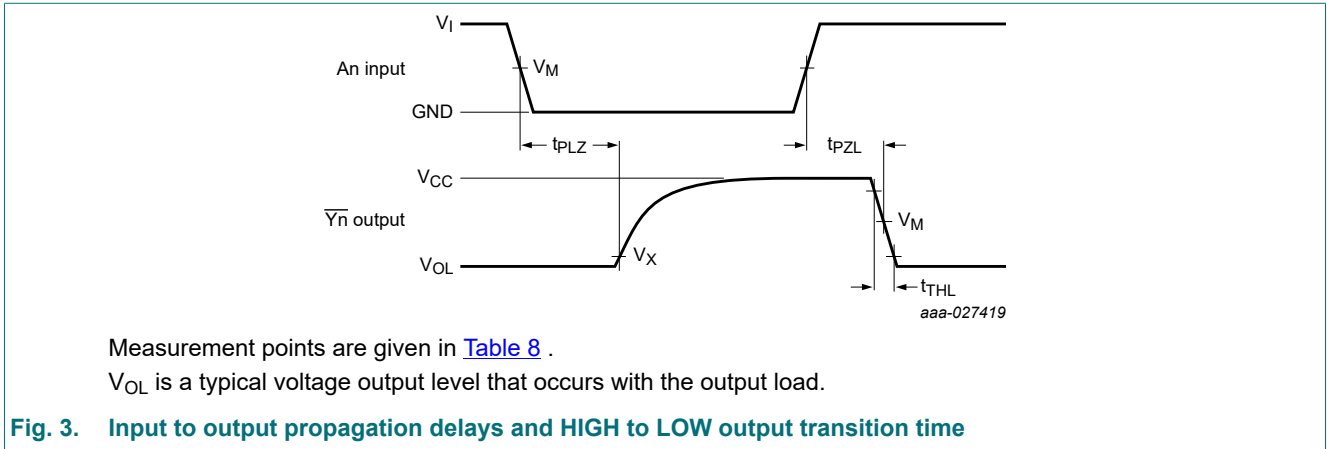 VI
An input
VM
GND
tPLZ
tPZL
VCC
Yn output
VM
VX
VOL
tTHL
aaa-027419
Measurement points are given in Table 8 .
VOL is a typical voltage output level that occurs with the output load.
Fig. 3. Input to output propagation delays and HIGH to LOW output transition time